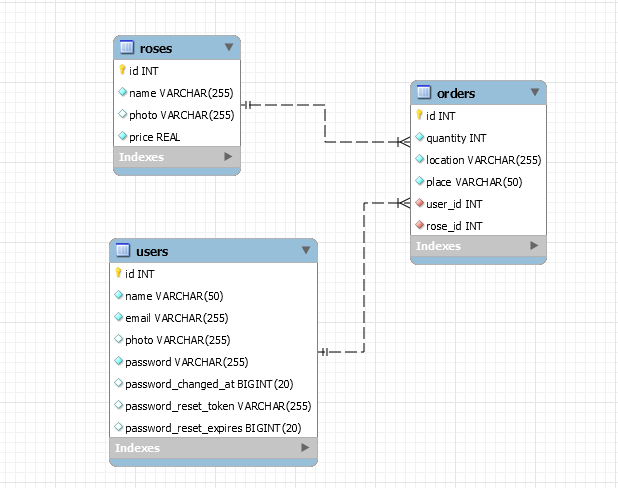 roses
id INT
name VARCHAR(255)
photo VARCHAR(255)
price REAL
Indexes
orders
id INT
quantity INT
location VARCHAR(255)
place VARCHAR(50)
user_id INT
rose_id INT
Indexes
users
id INT
name VARCHAR(50)
email VARCHAR(255)
photo VARCHAR(255)
password VARCHAR(255)
password_changed_at BIGINT(20)
password_reset_token VARCHAR(255)
password_reset_expires BIGINT(20)
Indexes